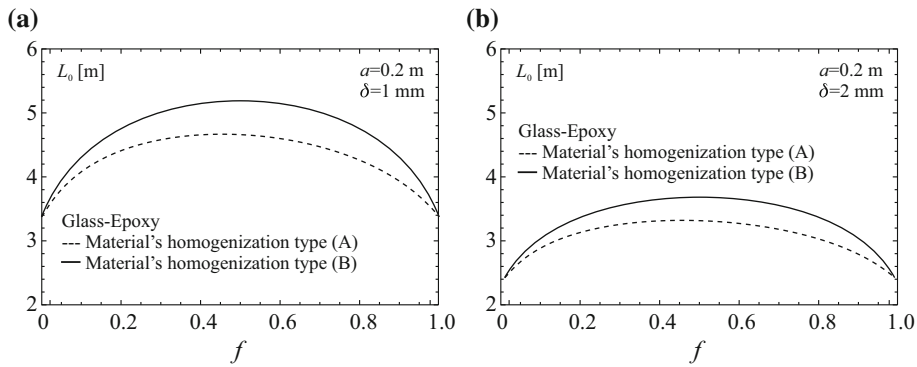 (a)
6
5
4
3
2
L₀ [m]
a=0.2 m
δ=1 mm
Glass-Epoxy
Material's homogenization type (A)
Material's homogenization type (B)
0 0.2 0.4 0.6 0.8 1.0
f
(b)
6
5
4
3
2
L₀ [m]
a=0.2 m
δ=2 mm
Glass-Epoxy
Material's homogenization type (A)
Material's homogenization type (B)
0 0.2 0.4 0.6 0.8 1.0
f